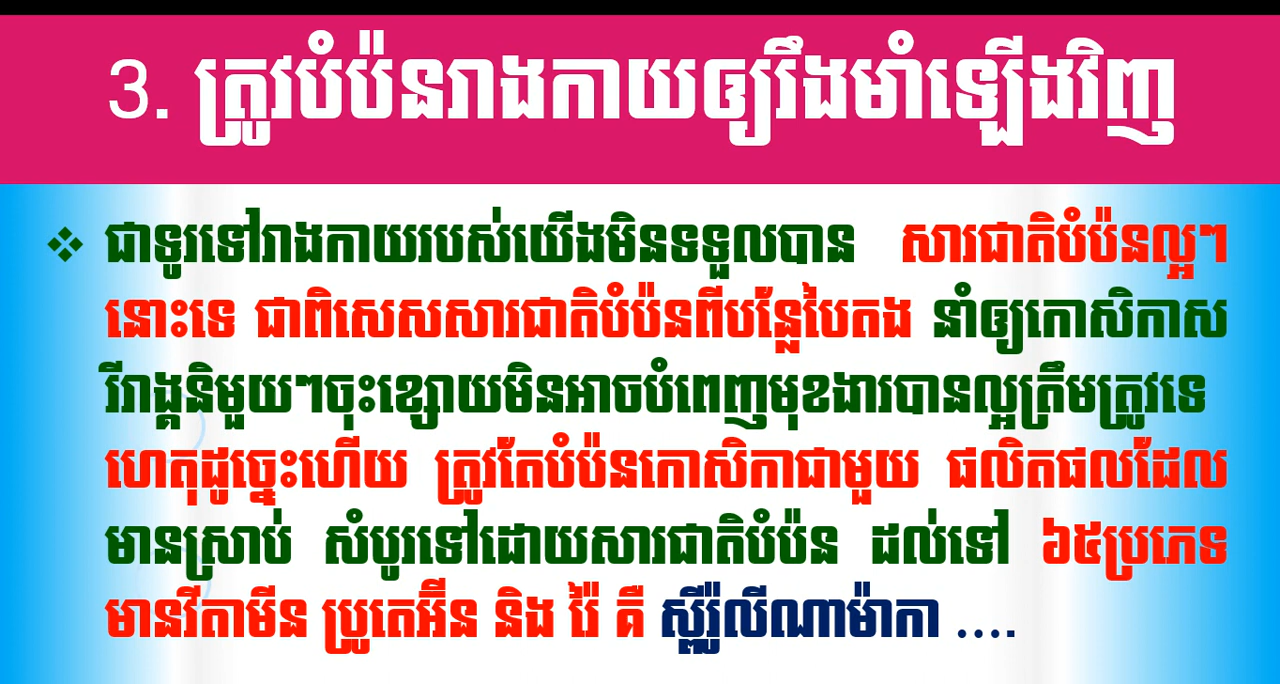 3. ត្រូវបំប៉នរាងកាយឲ្យរឹងមាំឡើងវិញ
❖ ជាទូរទៅរាងកាយរបស់យើងមិនទទួលបាន សារជាតិបំប៉នល្អៗ
នោះទេ ជាពិសេសសារជាតិបំប៉នពីបន្លែបៃតង នាំឲ្យកោសិកាស
រីរាង្គនិមួយៗចុះខ្សោយមិនអាចបំពេញមុខងារបានល្អត្រឹមត្រូវទេ
ហេតុដូច្នេះហើយ ត្រូវតែបំប៉នកោសិកាជាមួយ ផលិតផលដែល
មានស្រាប់ សំបូរទៅដោយសារជាតិបំប៉ន ដល់ទៅ ៦៥ប្រភេទ
មានវីតាមីន ប្រូតេអ៊ីន និង រ៉ែ គឺ ស្ពីរ៉ូលីណាម៉ាកា ....